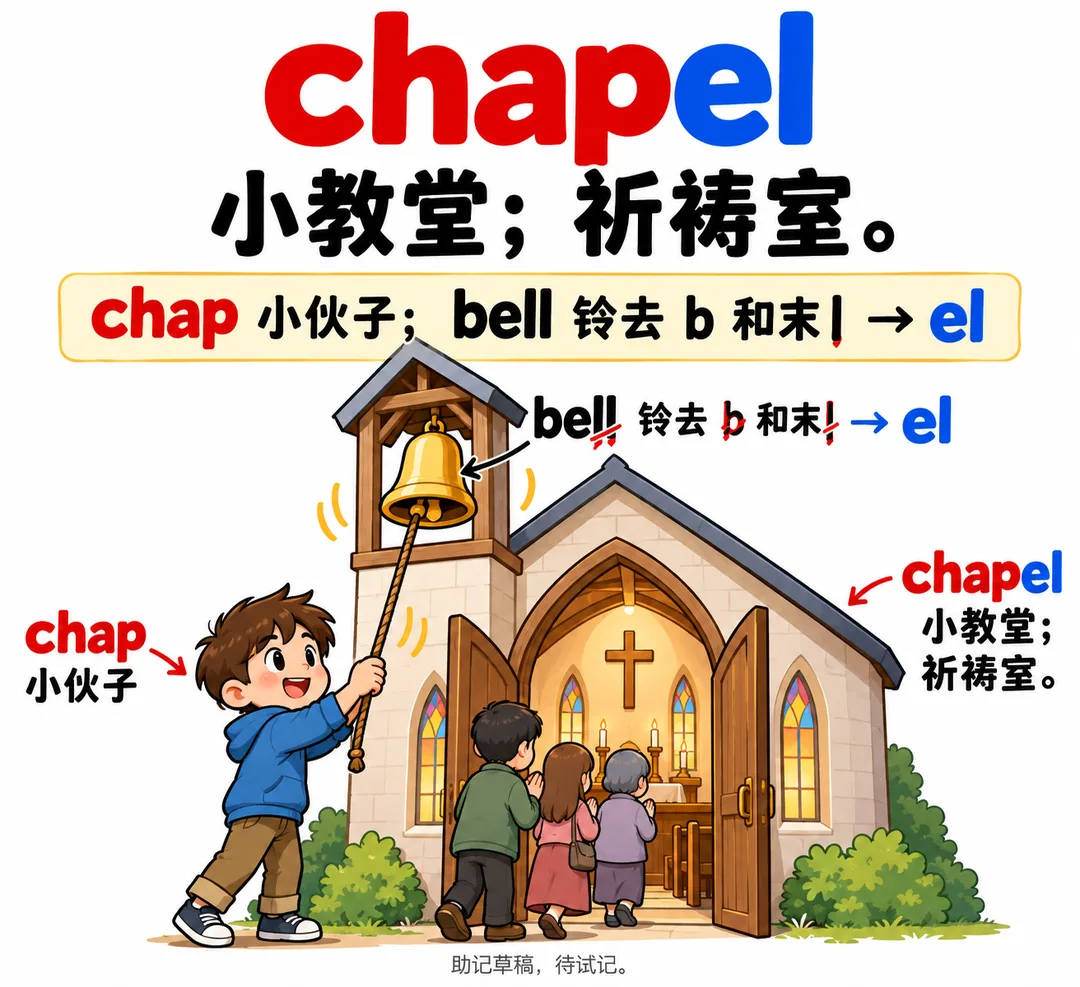 chapel
小教堂；祈祷室。
chap 小伙子；bell 铃去 b 和末 l → el
bell 铃去 b 和末 l → el
chapel
小教堂；
祈祷室。
chap
小伙子
助记草稿，待试记。